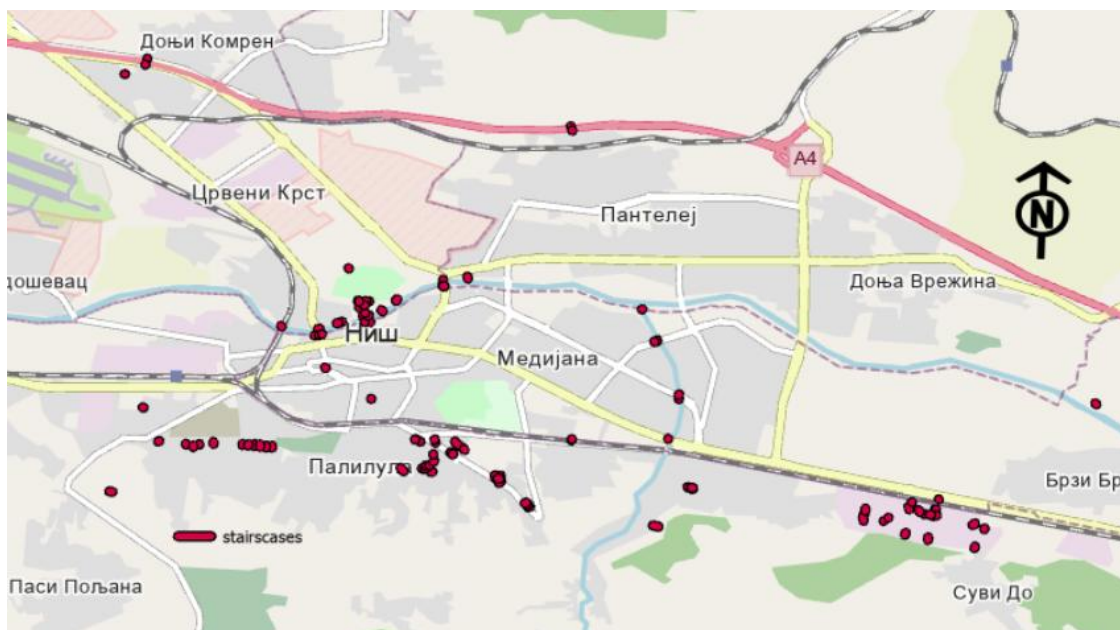 Доњи Комрен
A4
Црвени Крст
Пантелеј
N
дошевац
Доња Врежина
Ниш
Медијана
Палилула
Брзи Бр
stairscases
Паси Пољана
Суви До